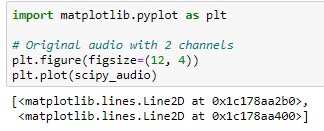 import matplotlib.pyplot as plt
# Original audio with 2 channels
plt.figure(figsize=(12, 4))
plt.plot(scipy_audio)
[<matplotlib.lines.Line2D at 0x1c178aa2b0>,
<matplotlib.lines.Line2D at 0x1c178aa400>]